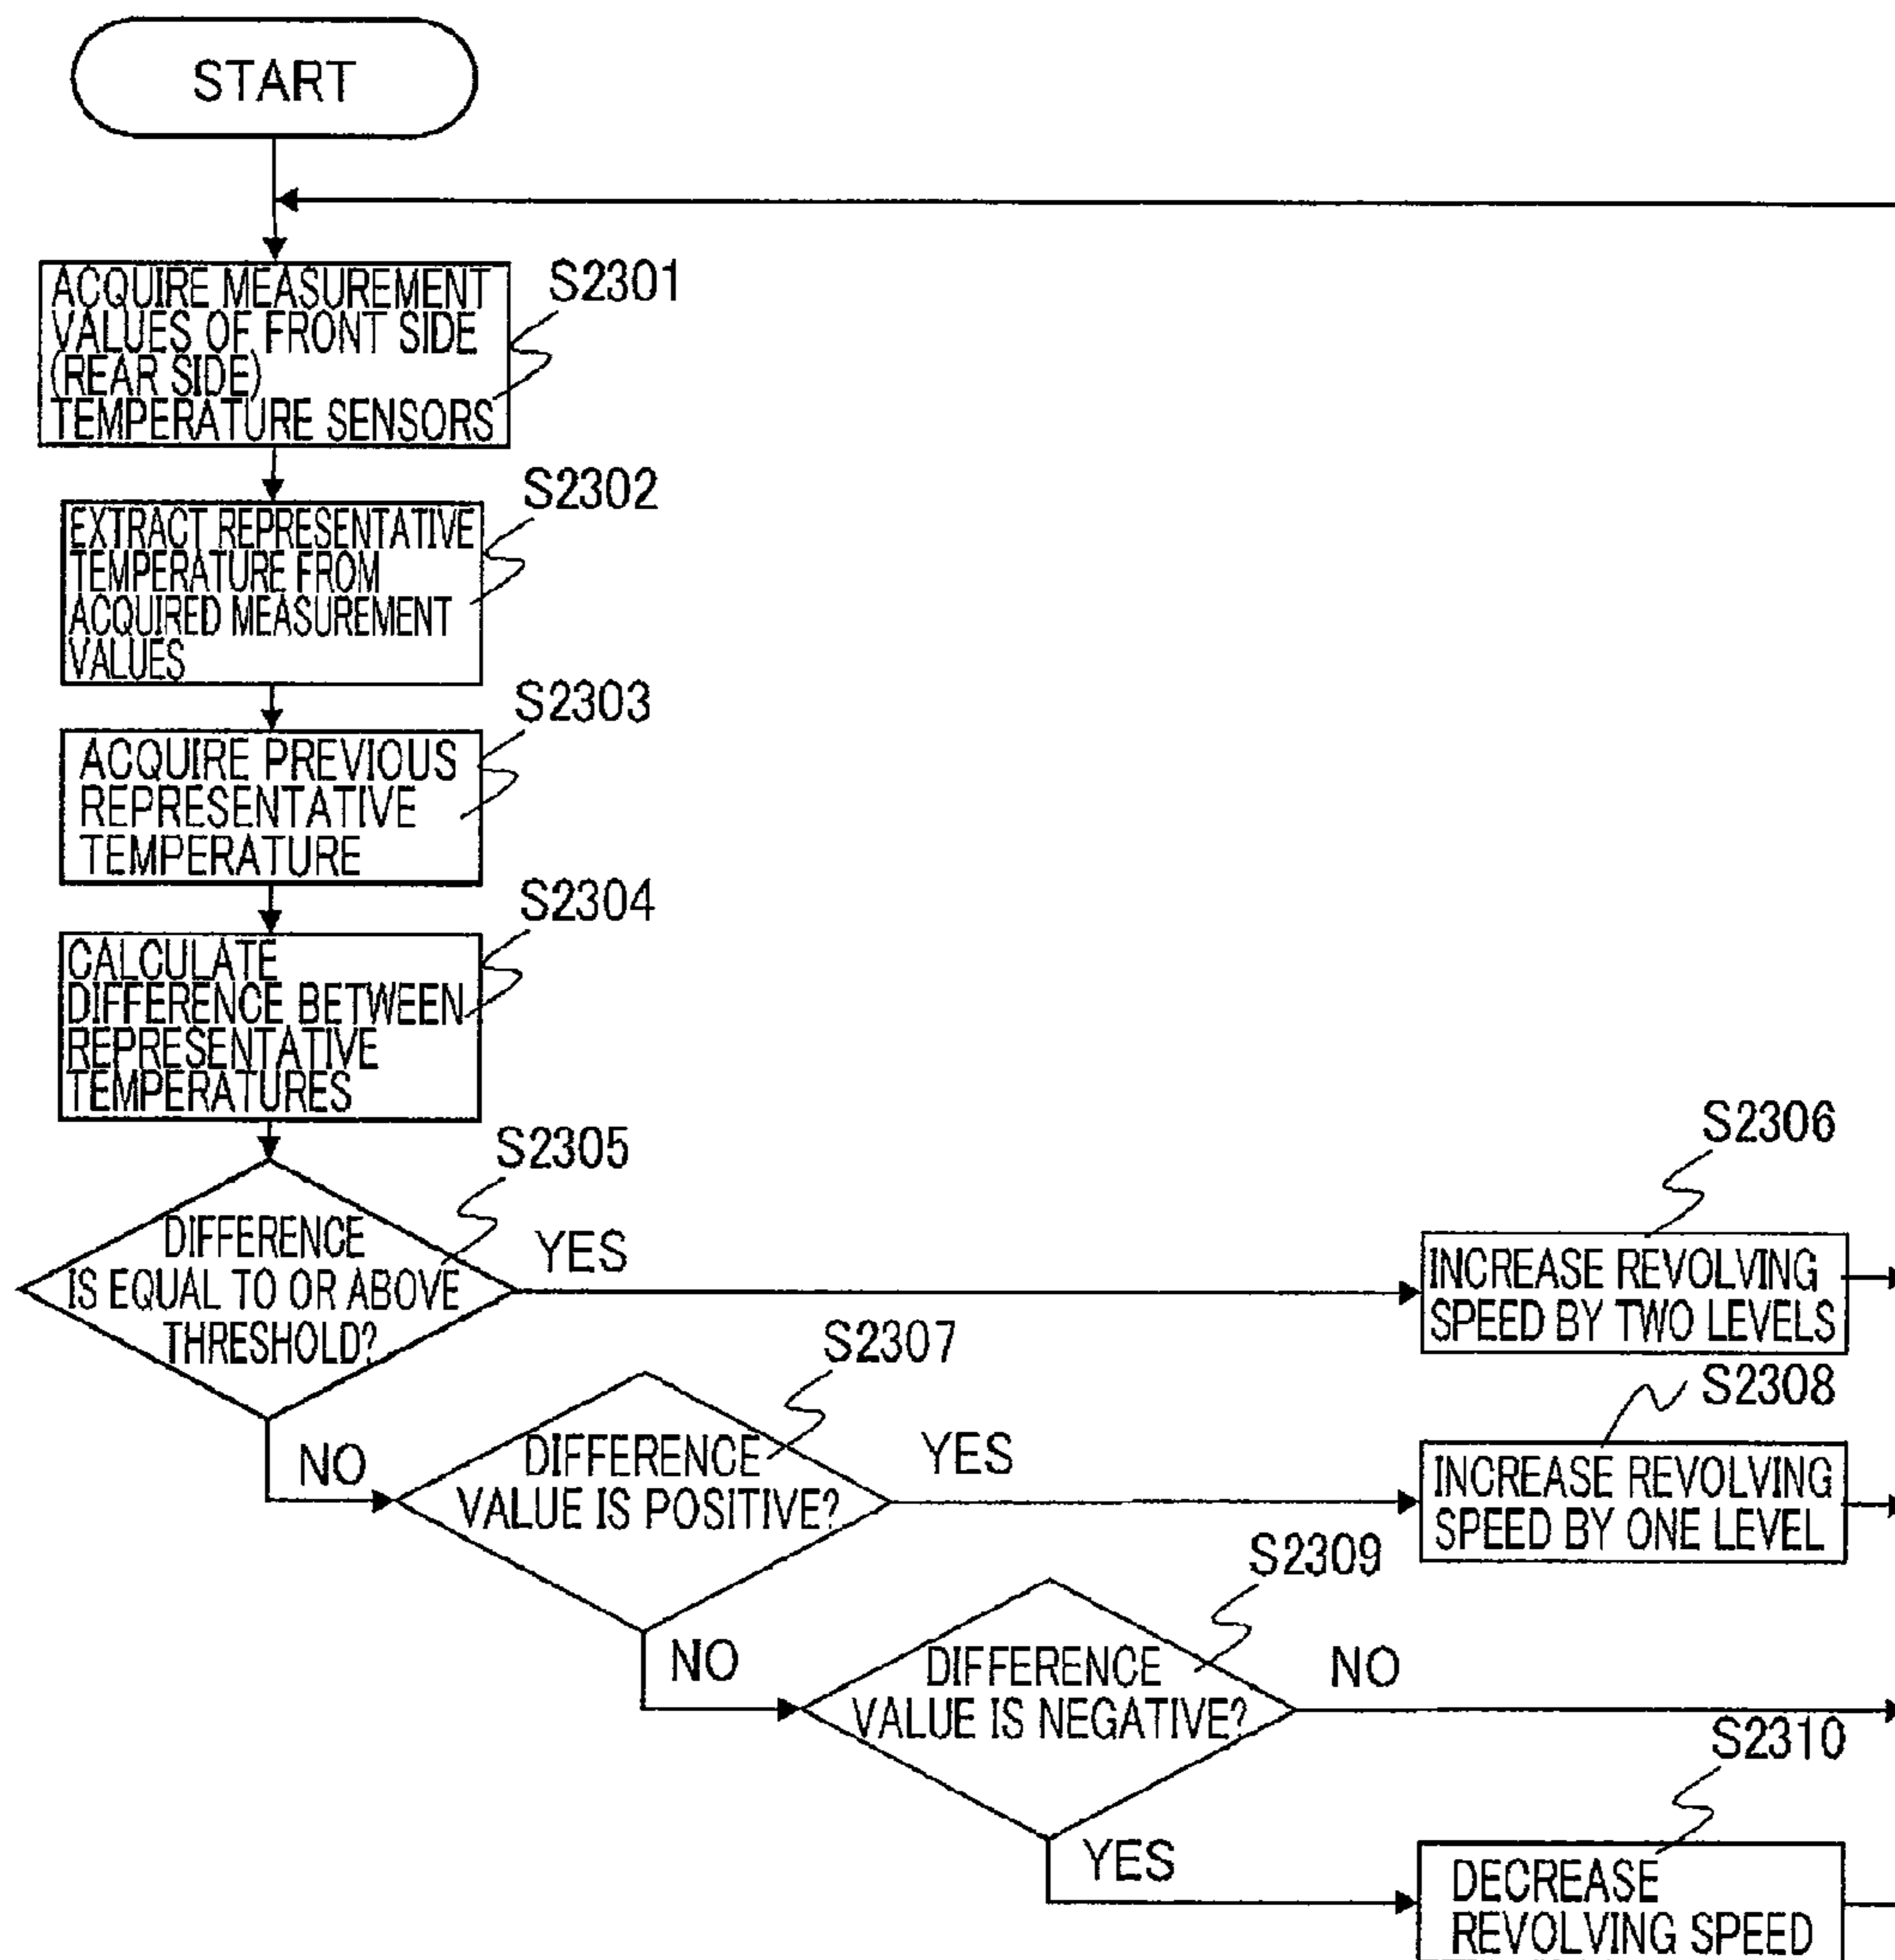 START
ACQUIRE MEASUREMENT
VALUES OF FRONT SIDE
(REAR SIDE)
TEMPERATURE SENSORS
S2301
EXTRACT REPRESENTATIVE
TEMPERATURE FROM
ACQUIRED MEASUREMENT
VALUES
S2302
ACQUIRE PREVIOUS
REPRESENTATIVE
TEMPERATURE
S2303
CALCULATE
DIFFERENCE BETWEEN
REPRESENTATIVE
TEMPERATURES
S2304
DIFFERENCE
IS EQUAL TO OR ABOVE
THRESHOLD?
S2305
YES
INCREASE REVOLVING
SPEED BY TWO LEVELS
S2306
NO
DIFFERENCE
VALUE IS POSITIVE?
S2307
YES
INCREASE REVOLVING
SPEED BY ONE LEVEL
S2308
NO
DIFFERENCE
VALUE IS NEGATIVE?
S2309
NO
YES
DECREASE
REVOLVING SPEED
S2310